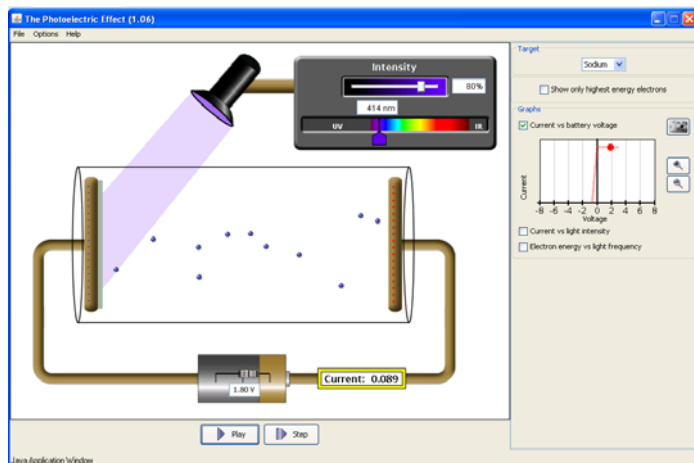 The Photoelectric Effect (1.06)
File Options Help
Intensity
80%
414 nm
UV IR
Target
Sodium
Show only highest energy electrons
Graphs
Current vs battery voltage
Current
-8 -6 -4 -2 0 2 4 6 8
Voltage
Current vs light intensity
Electron energy vs light frequency
1.80 V
Current: 0.089
Play
Step
Java Application Window